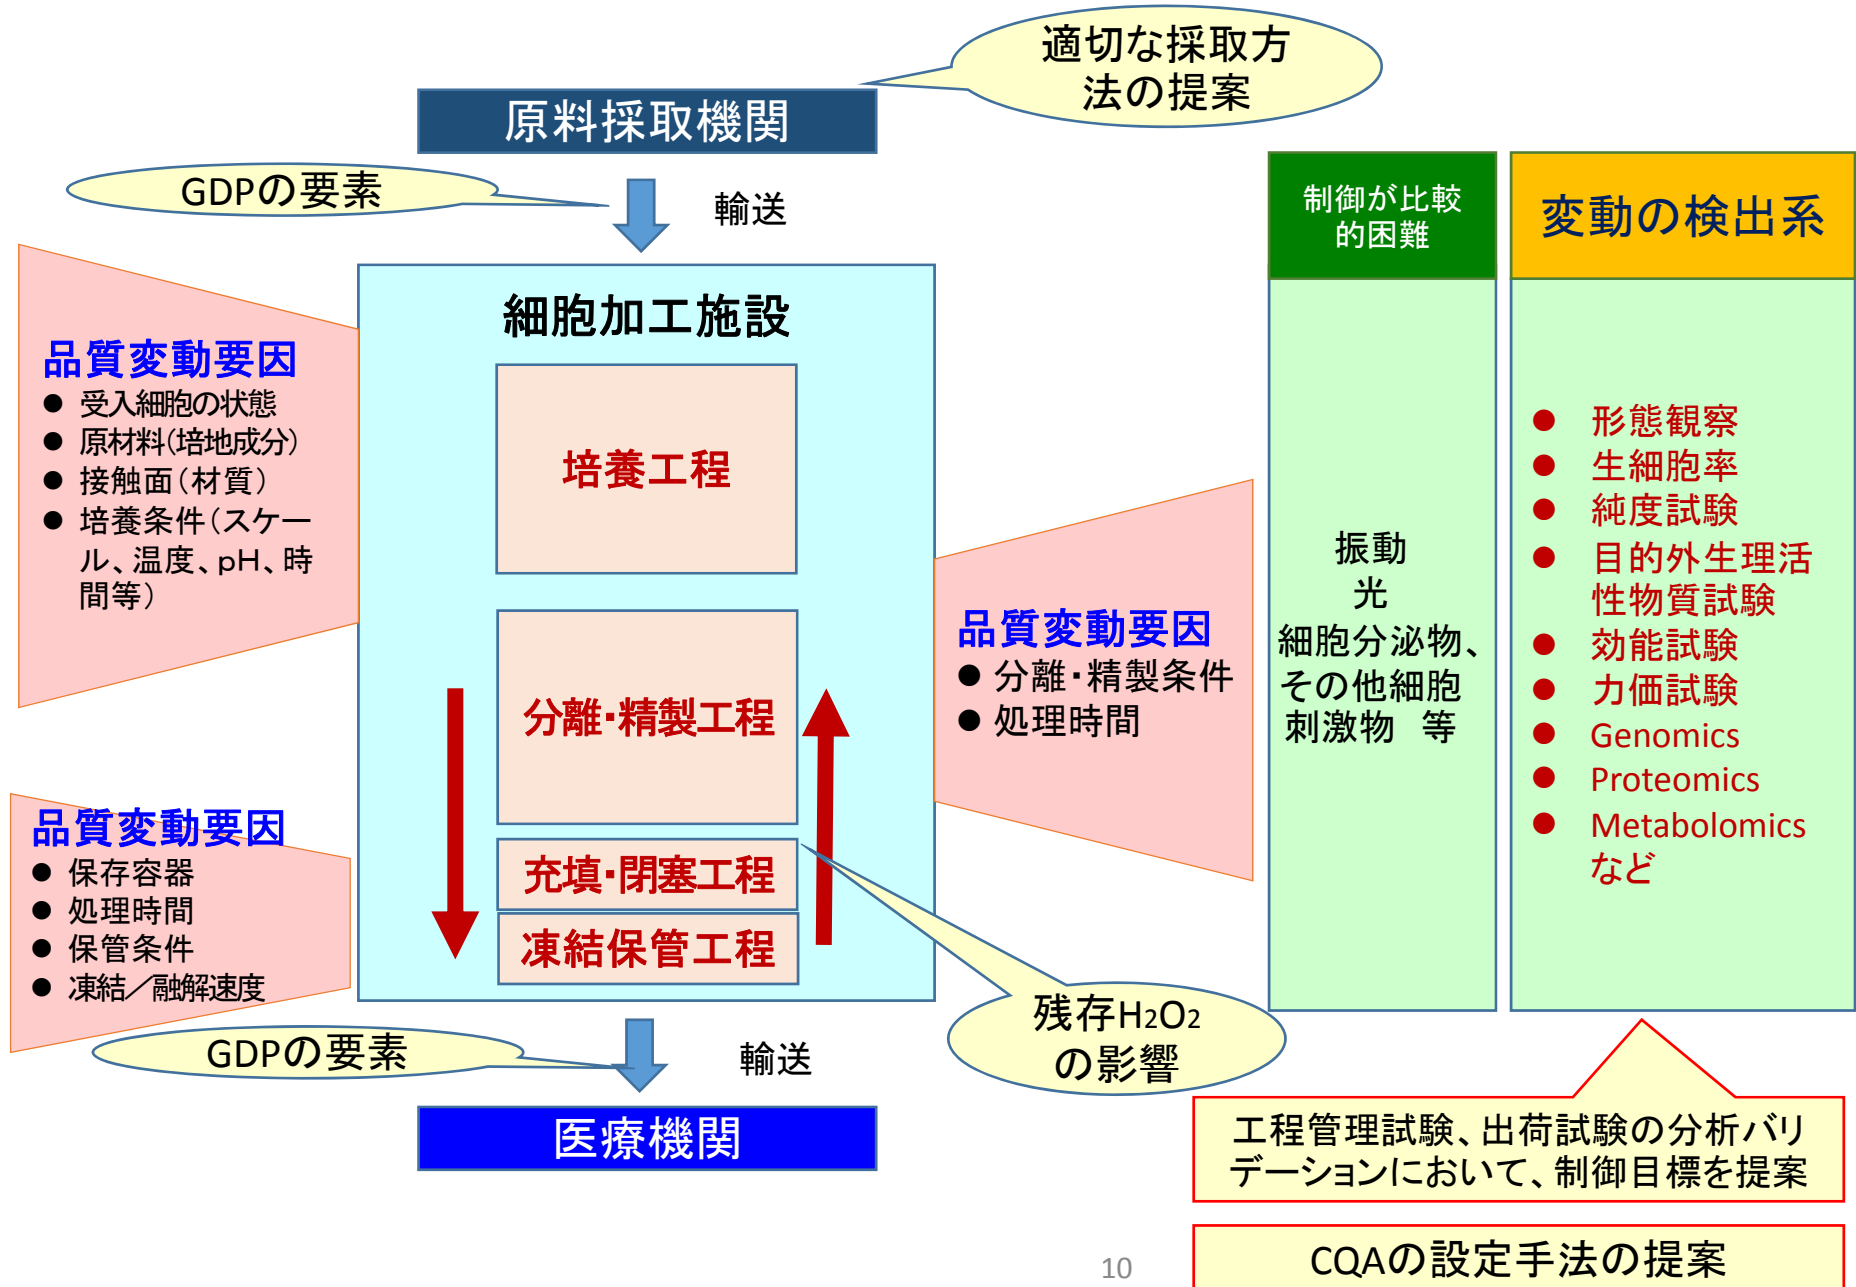 適切な採取方
法の提案
原料採取機関
GDPの要素
輸送
細胞加工施設
品質変動要因
● 受入細胞の状態
● 原材料(培地成分)
● 接触面(材質)
● 培養条件(スケー
ル、温度、pH、時
間等)
培養工程
分離・精製工程
充填・閉塞工程
凍結保管工程
品質変動要因
● 分離・精製条件
● 処理時間
品質変動要因
● 保存容器
● 処理時間
● 保管条件
● 凍結/融解速度
残存H2O2
の影響
GDPの要素
輸送
医療機関
制御が比較
的困難
振動
光
細胞分泌物、
その他細胞
刺激物 等
変動の検出系
● 形態観察
● 生細胞率
● 純度試験
● 目的外生理活
性物質試験
● 効能試験
● 力価試験
● Genomics
● Proteomics
● Metabolomics
など
工程管理試験、出荷試験の分析バリ
デーションにおいて、制御目標を提案
CQAの設定手法の提案
10